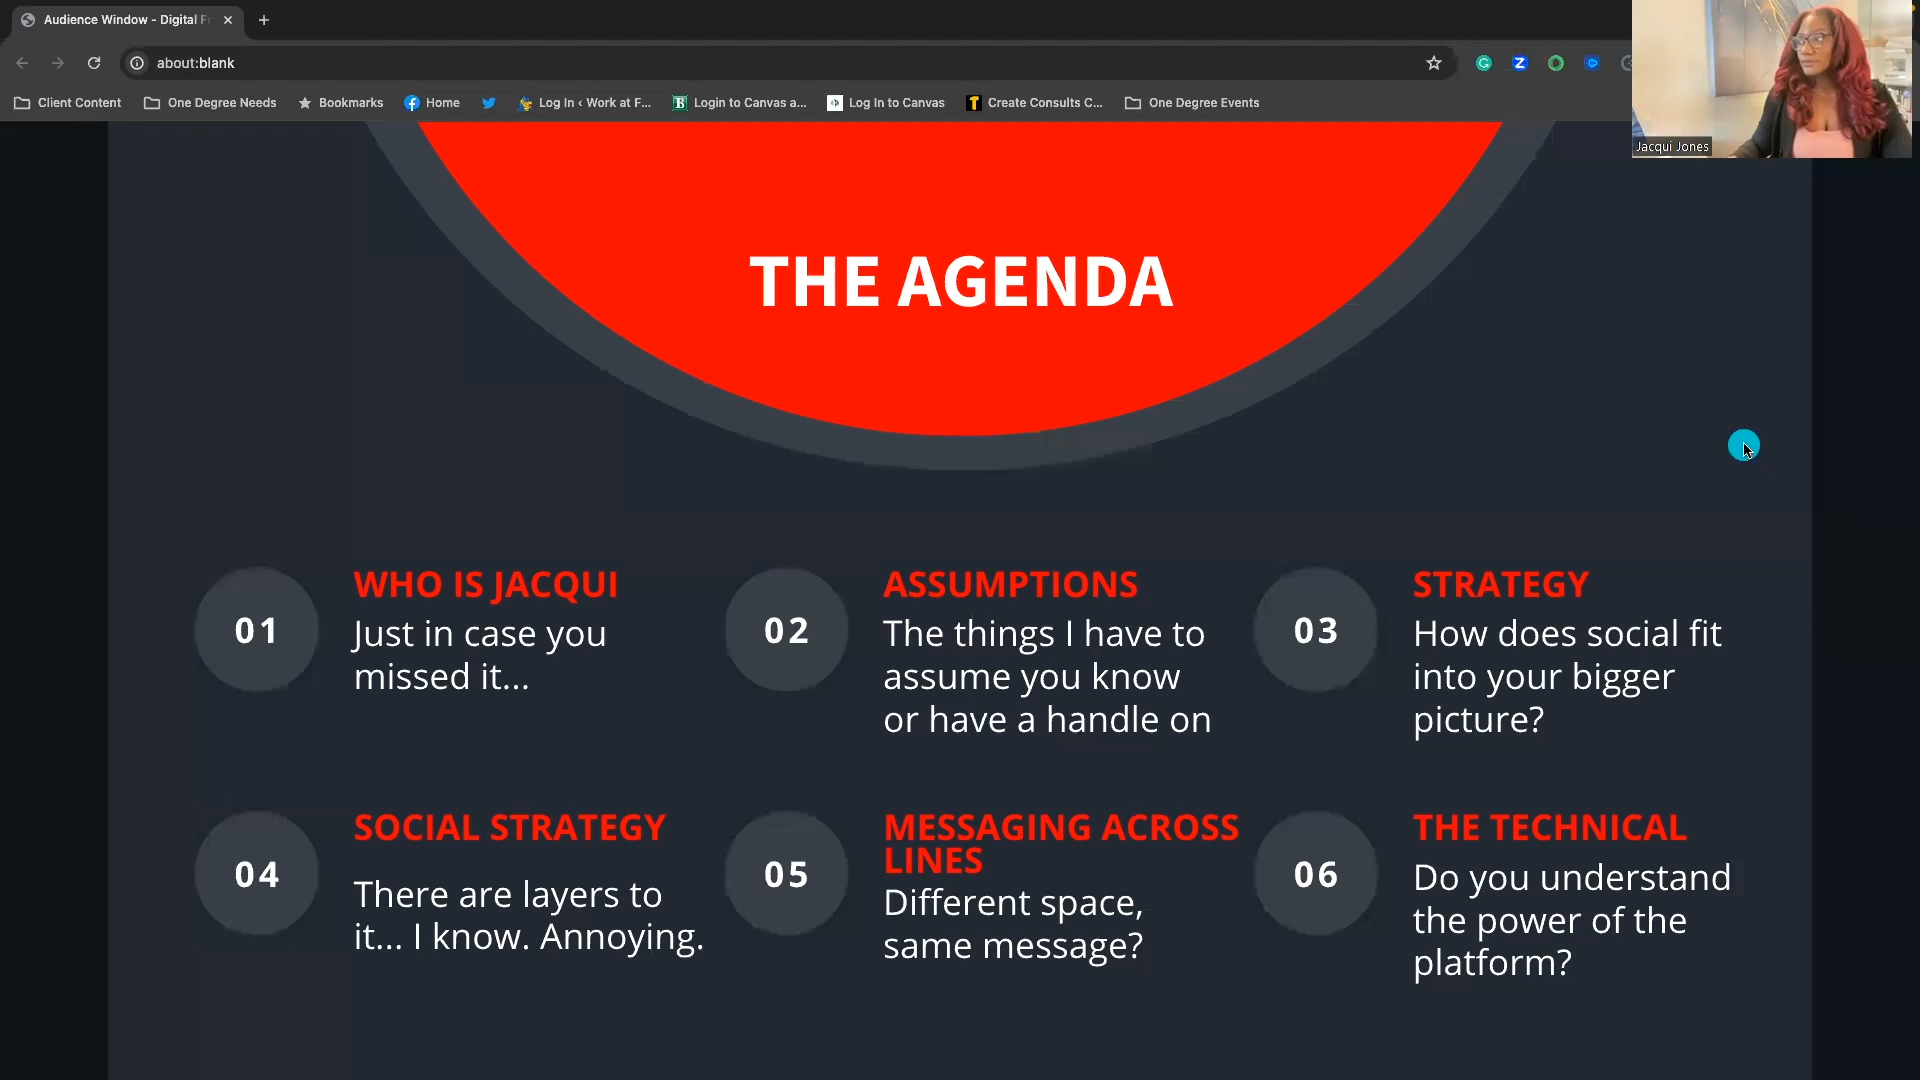 Audience Window - Digital F
about:blank
Client Content
One Degree Needs
Bookmarks
Home
Log In ‹ Work at F...
Login to Canvas a...
Log In to Canvas
Create Consults C...
One Degree Events
Jacqui Jones
THE AGENDA
01
WHO IS JACQUI
Just in case you
missed it...
02
ASSUMPTIONS
The things I have to
assume you know
or have a handle on
03
STRATEGY
How does social fit
into your bigger
picture?
04
SOCIAL STRATEGY
There are layers to
it... I know. Annoying.
05
MESSAGING ACROSS
LINES
Different space,
same message?
06
THE TECHNICAL
Do you understand
the power of the
platform?